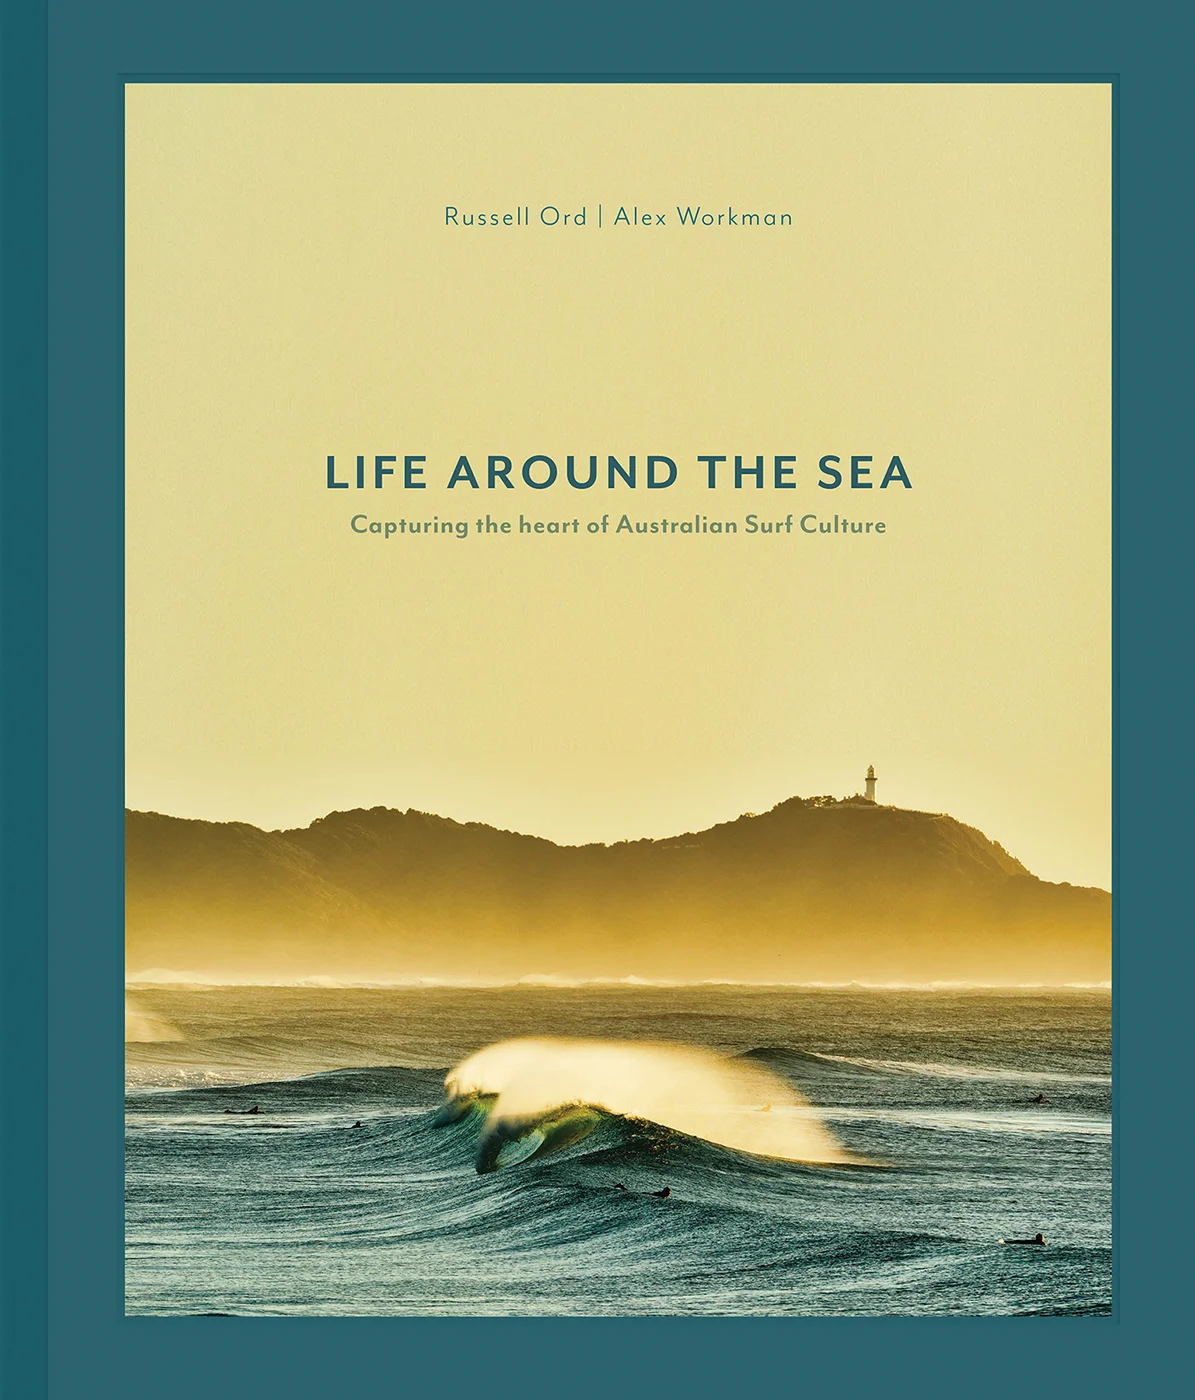 Russell Ord | Alex Workman
LIFE AROUND THE SEA
Capturing the heart of Australian Surf Culture